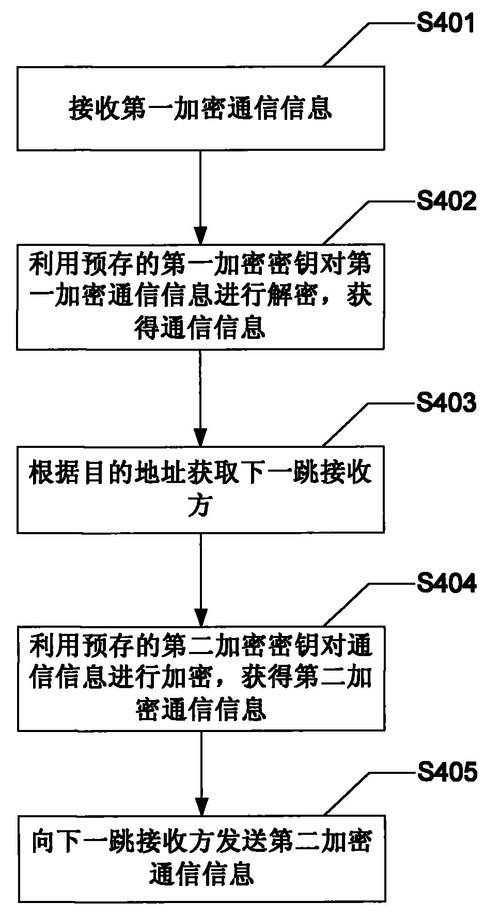 S401
接收第一加密通信信息
S402
利用预存的第一加密密钥对第
一加密通信信息进行解密，获
得通信信息
S403
根据目的地址获取下一跳接收
方
S404
利用预存的第二加密密钥对通
信信息进行加密，获得第二加
密通信信息
S405
向下一跳接收方发送第二加密
通信信息